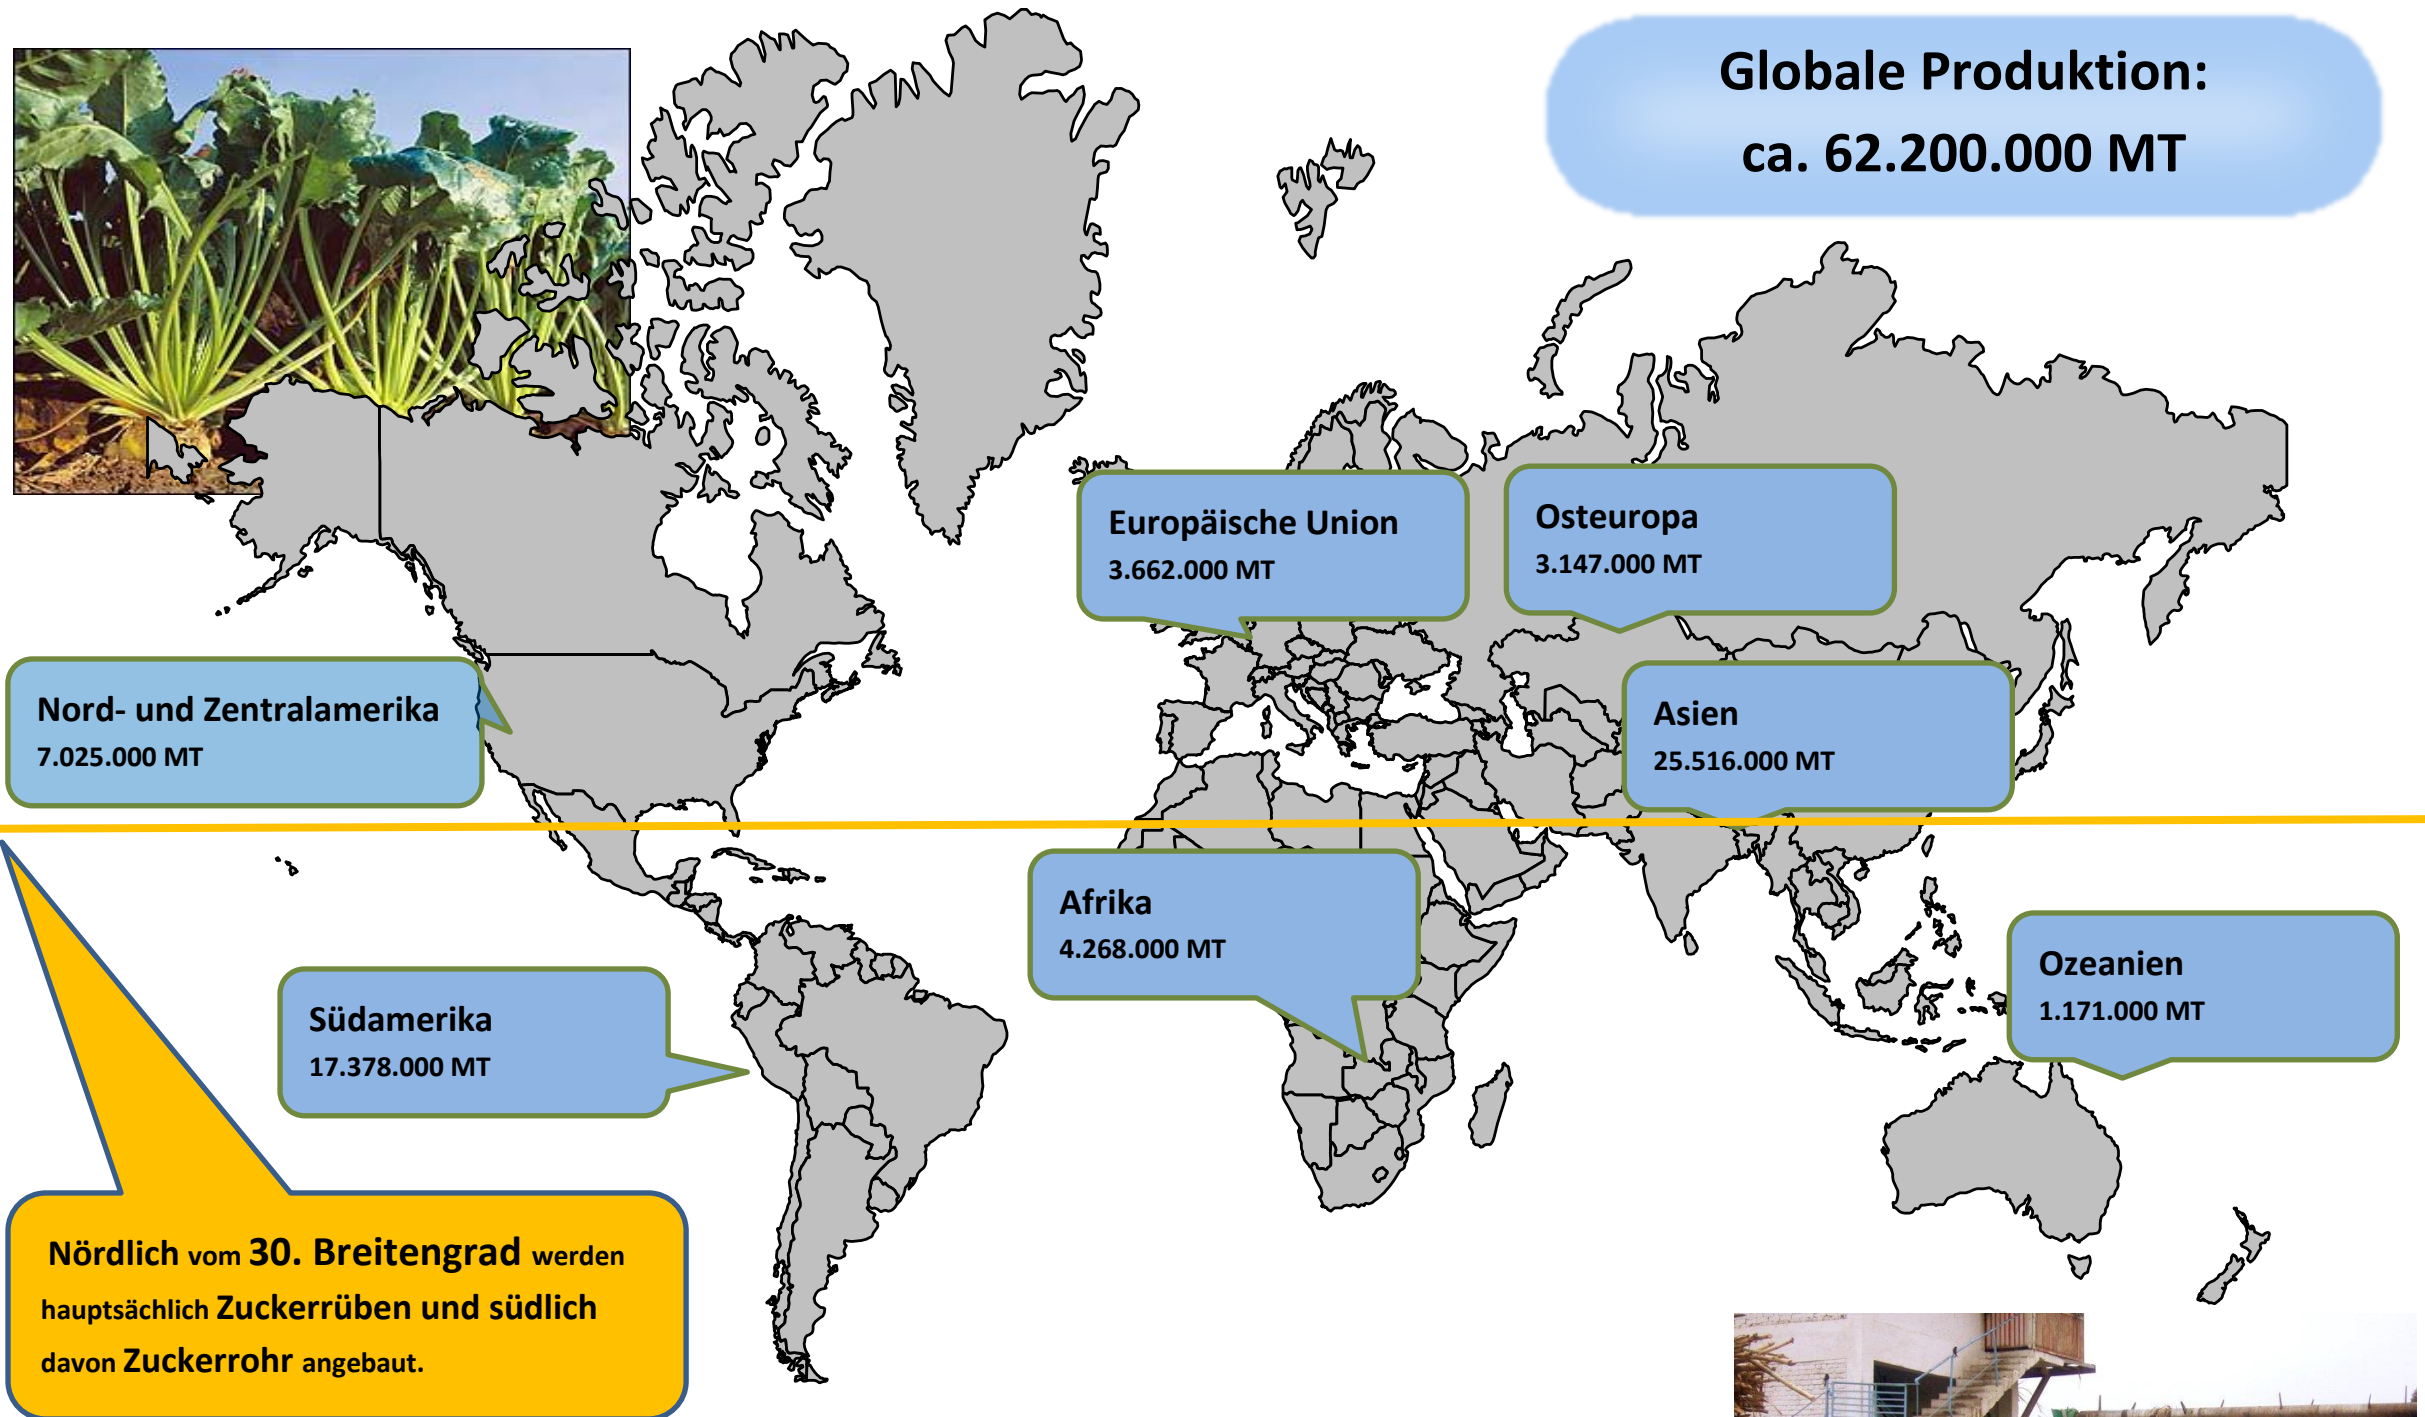 Globale Produktion:
ca. 62.200.000 MT
Europäische Union
3.662.000 MT
Osteuropa
3.147.000 MT
Nord- und Zentralamerika
7.025.000 MT
Asien
25.516.000 MT
Afrika
4.268.000 MT
Ozeanien
1.171.000 MT
Südamerika
17.378.000 MT
Nördlich vom 30. Breitengrad werden
hauptsächlich Zuckerrüben und südlich
davon Zuckerrohr angebaut.